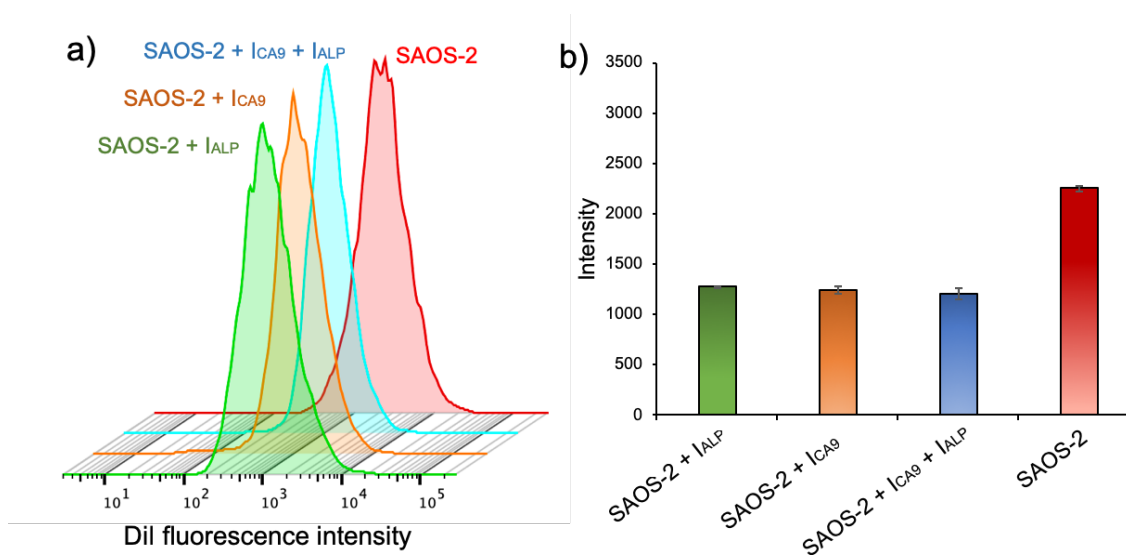 a)
SAOS-2 + ICA9 + IALP
SAOS-2
SAOS-2 + ICA9
SAOS-2 + IALP
10¹ 10² 10³ 10⁴ 10⁵
DiI fluorescence intensity
b)
Intensity
3500
3000
2500
2000
1500
1000
500
0
SAOS-2 + IALP
SAOS-2 + ICA9
SAOS-2 + ICA9 + IALP
SAOS-2